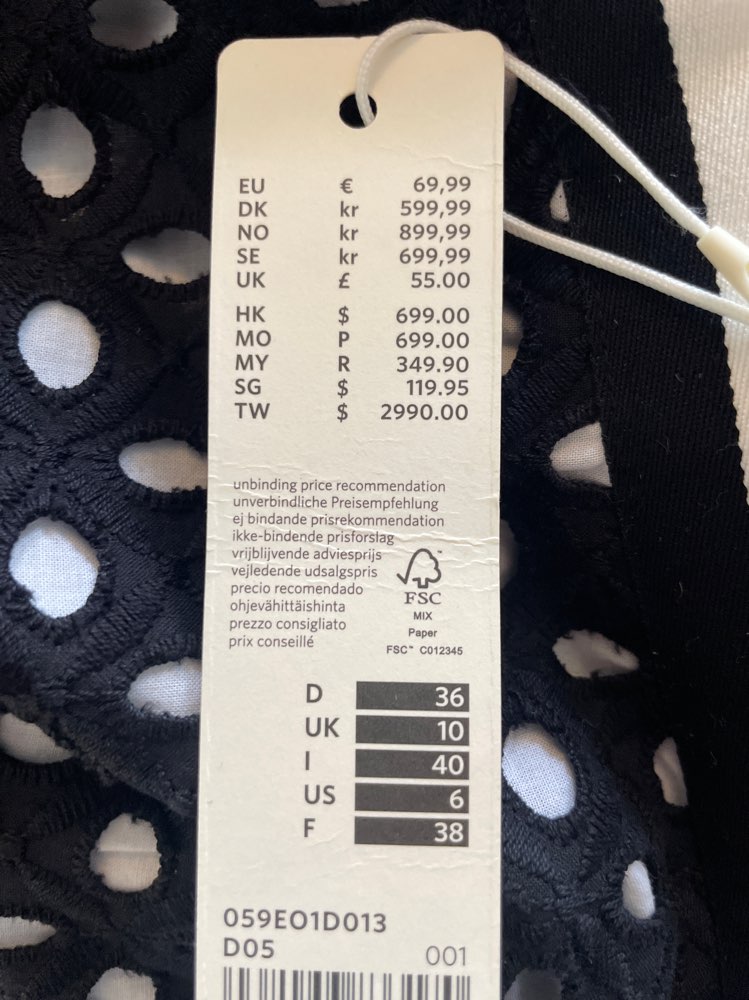 EU € 69,99
DK kr 599,99
NO kr 899,99
SE kr 699,99
UK £ 55.00
HK $ 699.00
MO P 699.00
MY R 349.90
SG $ 119.95
TW $ 2990.00
unbinding price recommendation
unverbindliche Preisempfehlung
ej bindande prisrekommendation
ikke-bindende prisforslag
vrijblijvende adviesprijs
vejledende udsalgspris
precio recomendado
ohjevähittäishinta
prezzo consigliato
prix conseillé
FSC
MIX
Paper
FSC™ C012345
D 36
UK 10
I 40
US 6
F 38
059EO1D013
D05 001